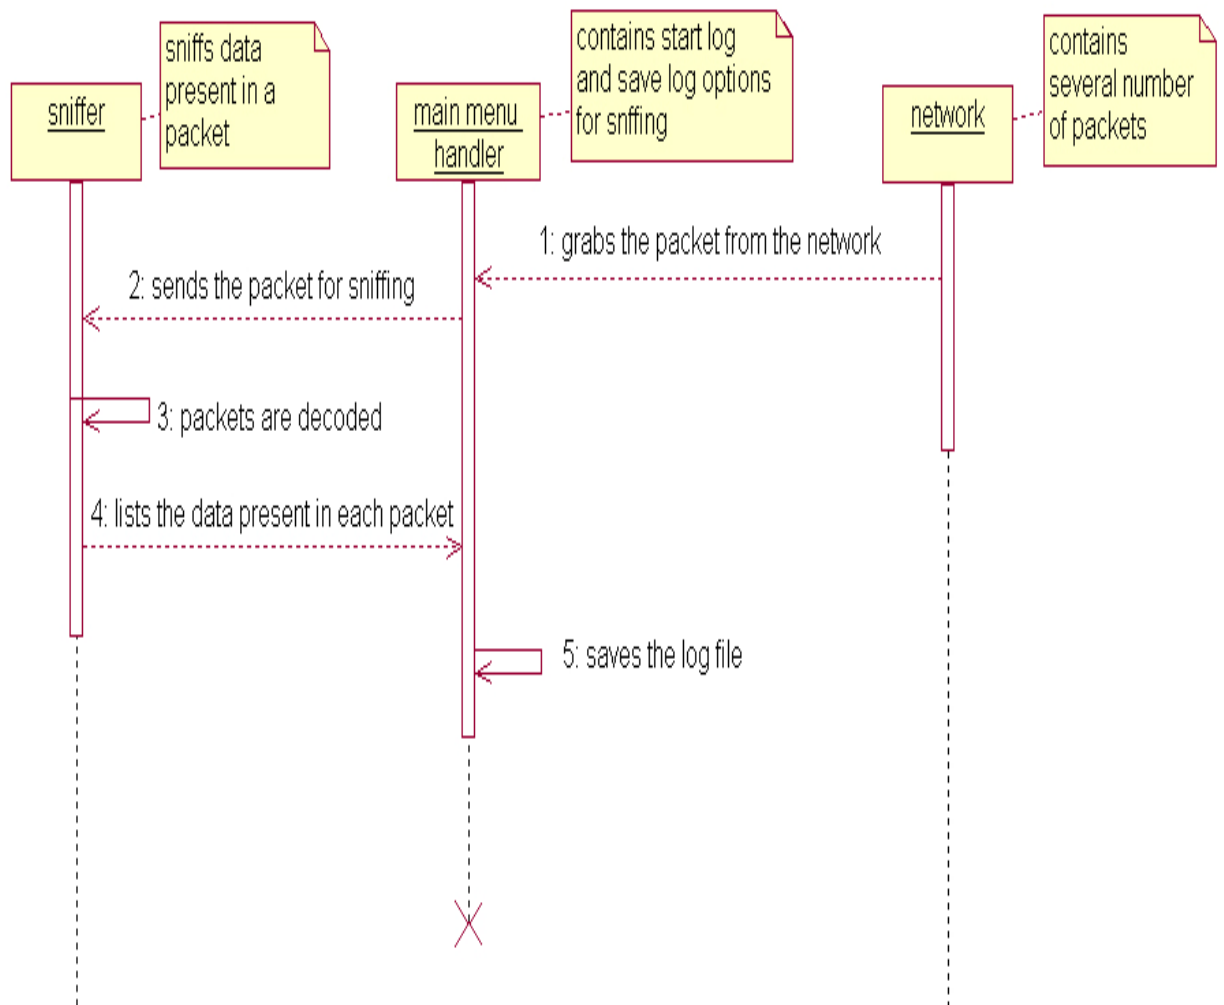 sniffer
sniffs data
present in a
packet
main menu
handler
contains start log
and save log options
for sniffing
network
contains
several number
of packets
1: grabs the packet from the network
2: sends the packet for sniffing
3: packets are decoded
4: lists the data present in each packet
5: saves the log file